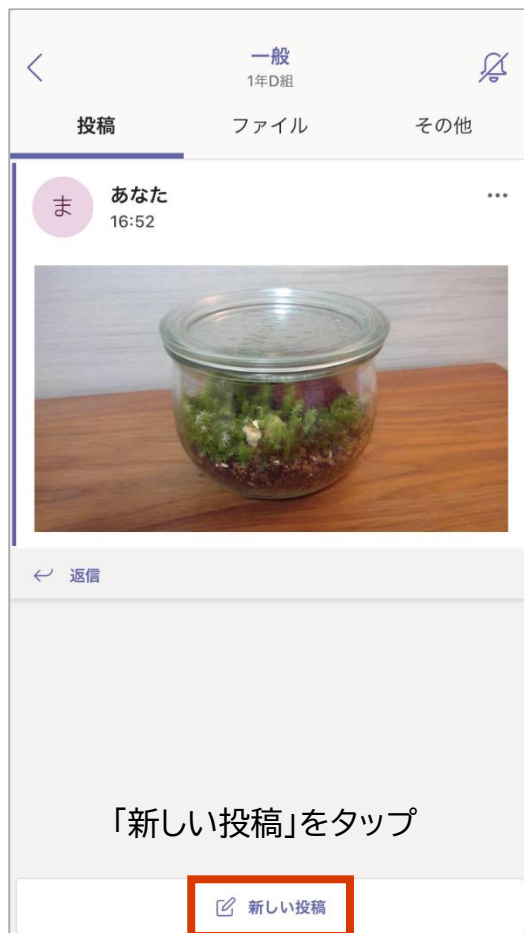 一般
1年D組
投稿 ファイル その他
ま
あなた
16:52
返信
「新しい投稿」をタップ
新しい投稿